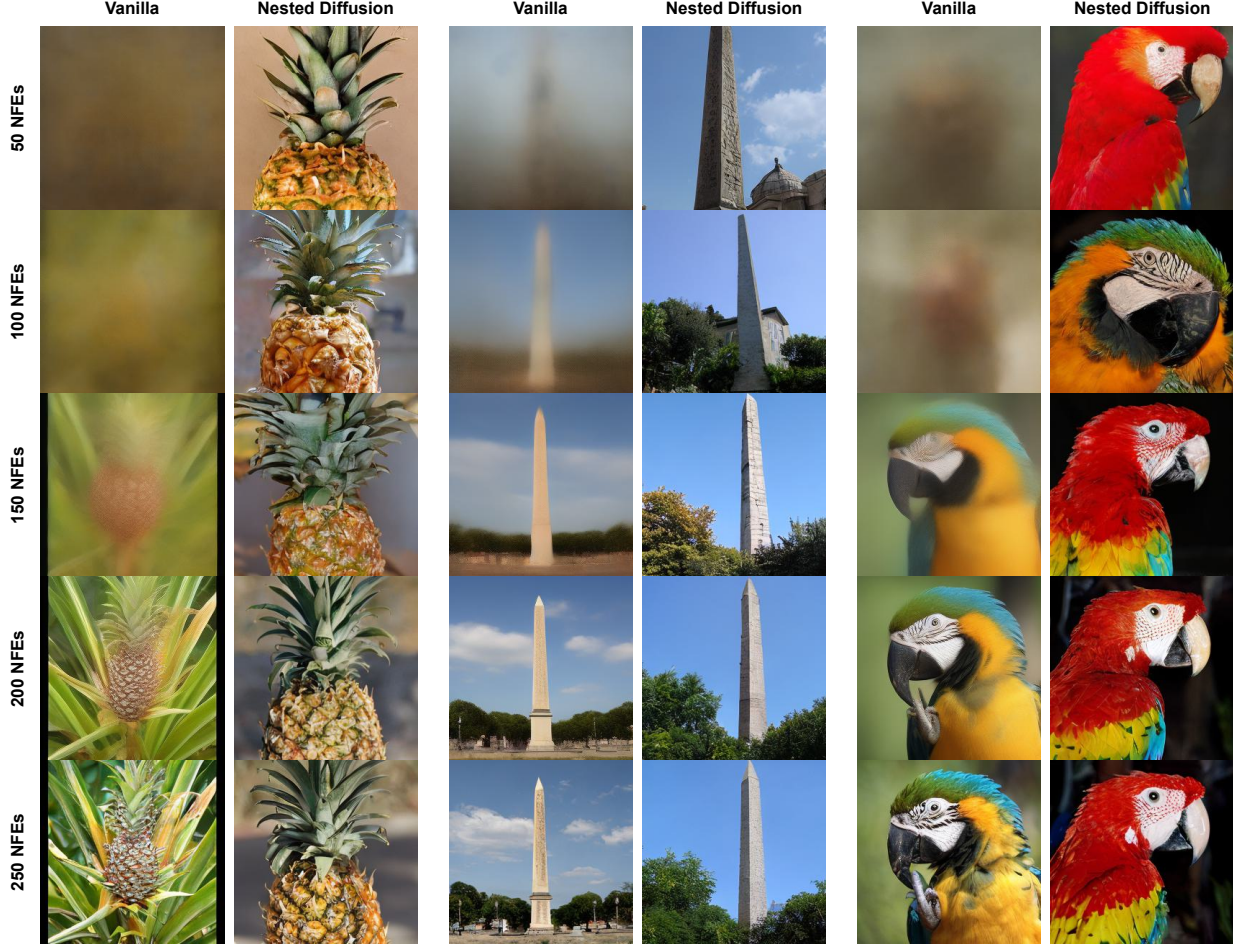 Vanilla Nested Diffusion Vanilla Nested Diffusion Vanilla Nested Diffusion
50 NFEs
100 NFEs
150 NFEs
200 NFEs
250 NFEs